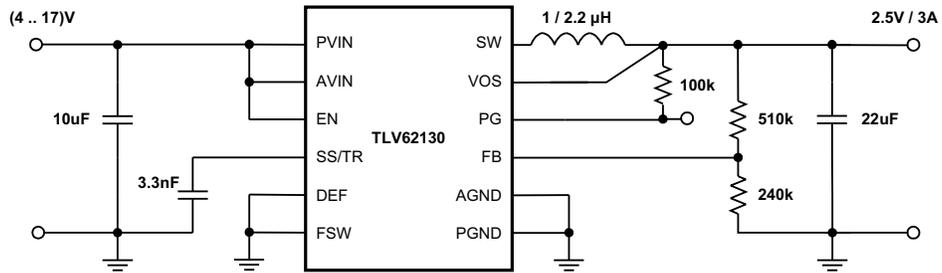 (4 .. 17)V
1 / 2.2 µH
2.5V / 3A
PVIN
SW
AVIN
VOS
100k
10uF
EN
PG
510k
22uF
TLV62130
SS/TR
FB
3.3nF
DEF
AGND
240k
FSW
PGND